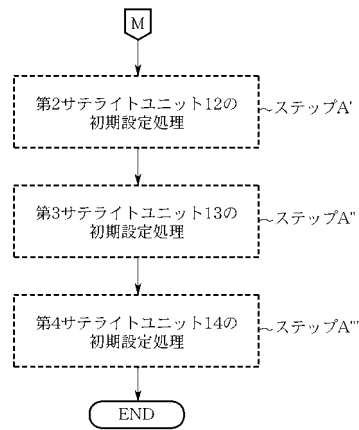 M
第2サテライトユニット12の
初期設定処理
～ステップA'
第3サテライトユニット13の
初期設定処理
～ステップA''
第4サテライトユニット14の
初期設定処理
～ステップA'''
END